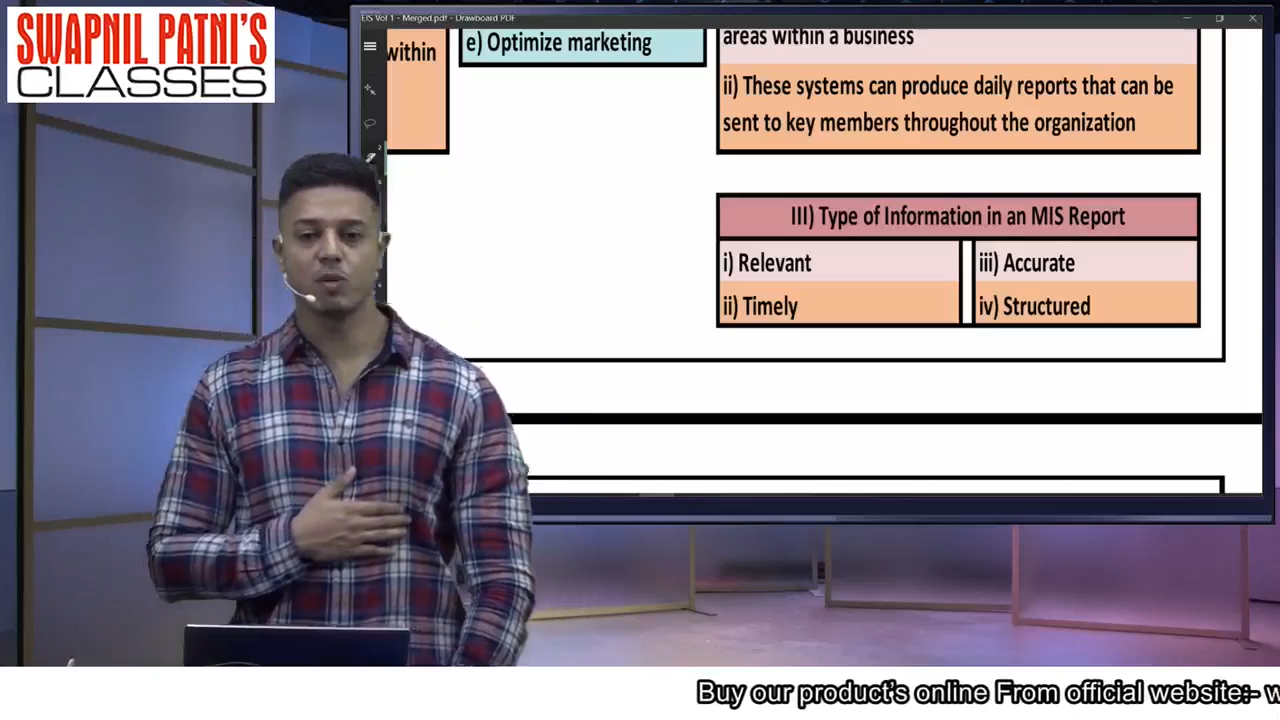 SWAPNIL PATNI'S
CLASSES
EIS Vol 1 - Merged.pdf - Drawboard PDF
within
e) Optimize marketing
areas within a business
ii) These systems can produce daily reports that can be
sent to key members throughout the organization
III) Type of Information in an MIS Report
i) Relevant
iii) Accurate
ii) Timely
iv) Structured
Buy our product's online From official website:- w